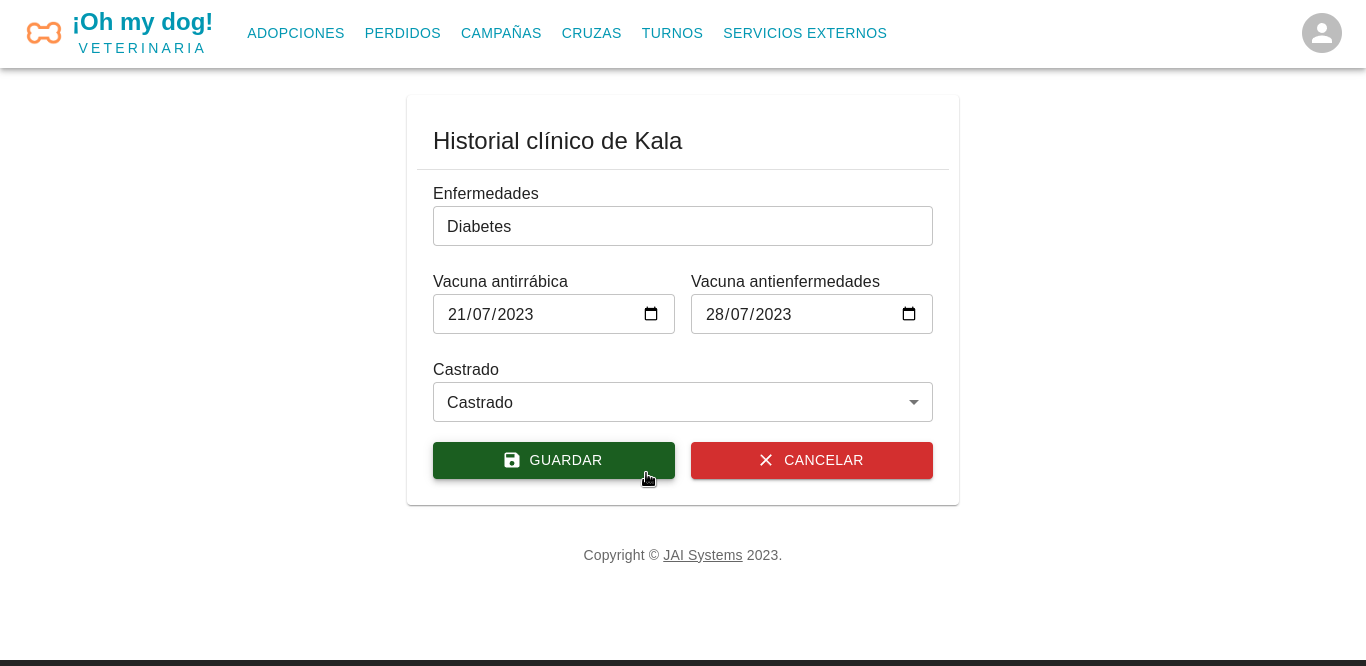 ¡Oh my dog!
VETERINARIA
ADOPCIONES PERDIDOS CAMPAÑAS CRUZAS TURNOS SERVICIOS EXTERNOS
Historial clínico de Kala
Enfermedades
Diabetes
Vacuna antirrábica Vacuna antienfermedades
21/07/2023 28/07/2023
Castrado
Castrado
GUARDAR CANCELAR
Copyright © JAI Systems 2023.